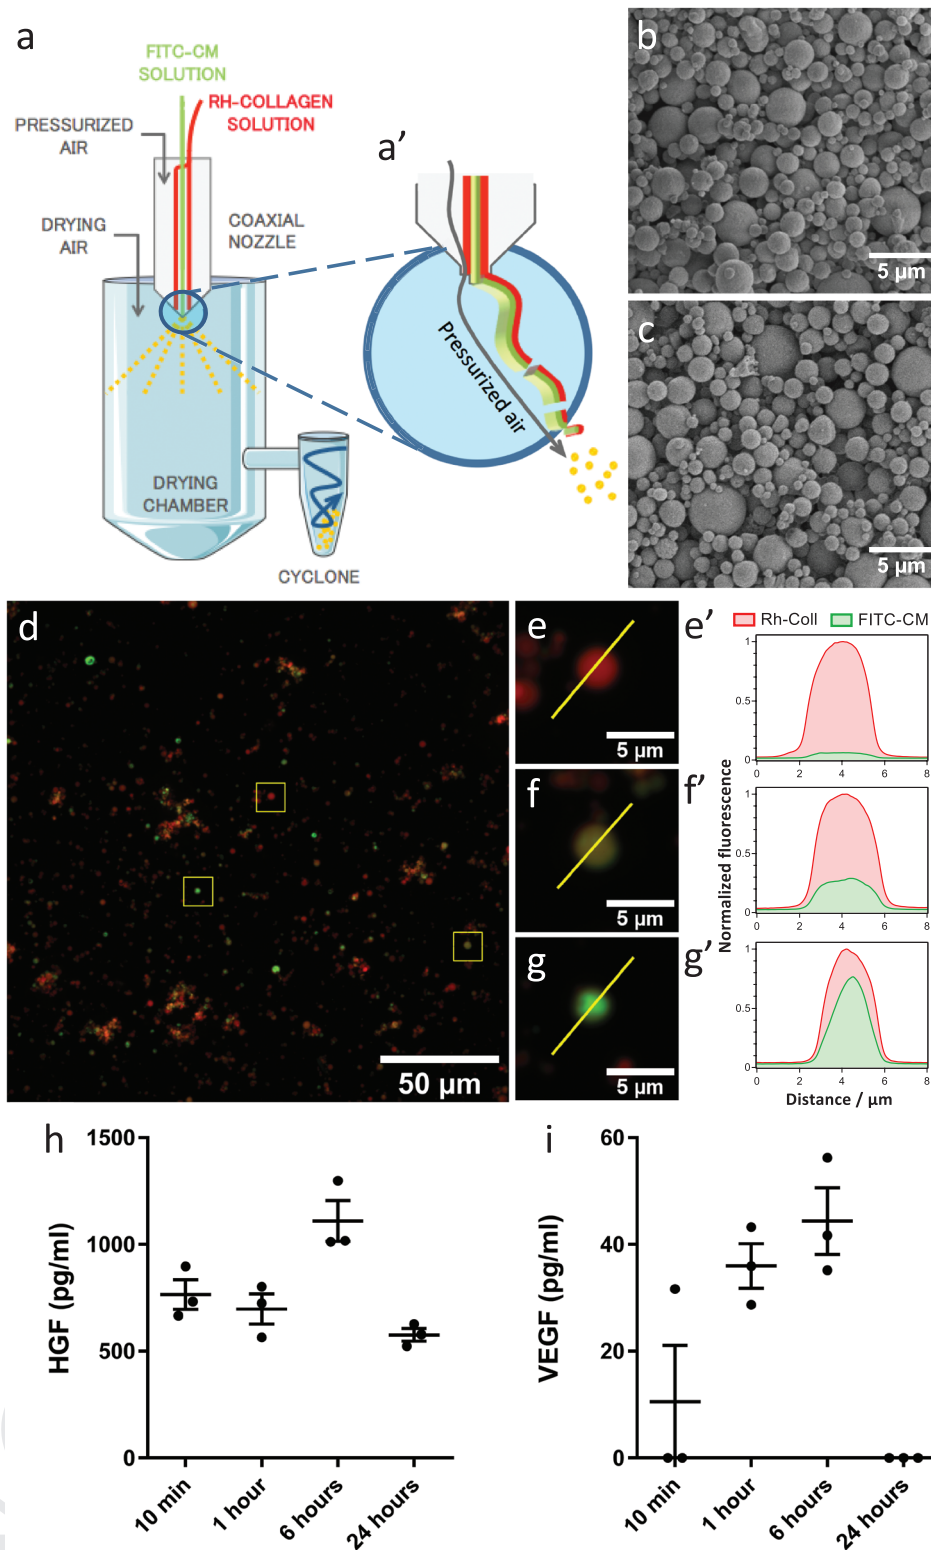 a
FITC-CM
SOLUTION
RH-COLLAGEN
SOLUTION
PRESSURIZED
AIR
DRYING
AIR
COAXIAL
NOZZLE
DRYING
CHAMBER
CYCLONE
a’
Pressurized air
b
5 µm
c
5 µm
d
50 µm
e
5 µm
f
5 µm
g
5 µm
e’
Rh-Coll
FITC-CM
1
0.5
0
0 2 4 6 8
f’
1
0.5
0
0 2 4 6 8
g’
1
0.5
0
0 2 4 6 8
Normalized fluorescence
Distance / µm
h
HGF (pg/ml)
1500
1000
500
0
10 min
1 hour
6 hours
24 hours
i
VEGF (pg/ml)
60
40
20
0
10 min
1 hour
6 hours
24 hours